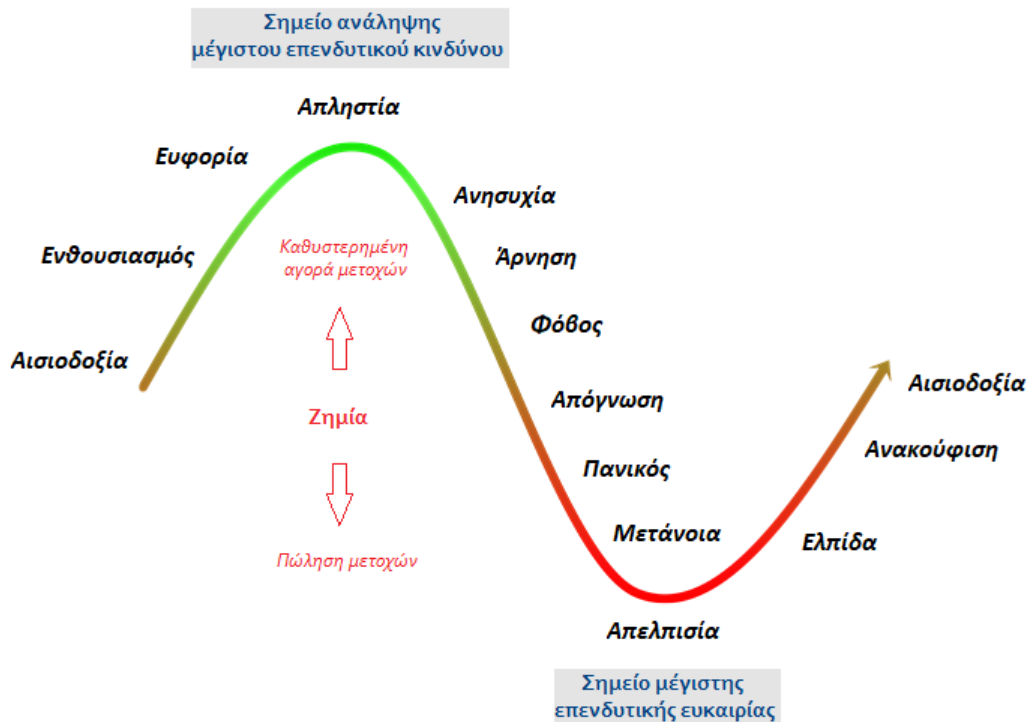 Σημείο ανάληψης
μέγιστου επενδυτικού κινδύνου
Απληστία
Ευφορία
Ενθουσιασμός
Αισιοδοξία
Καθυστερημένη
αγορά μετοχών
Ζημία
Πώληση μετοχών
Ανησυχία
Άρνηση
Φόβος
Απόγνωση
Πανικός
Μετάνοια
Απελπισία
Ελπίδα
Ανακούφιση
Αισιοδοξία
Σημείο μέγιστης
επενδυτικής ευκαιρίας